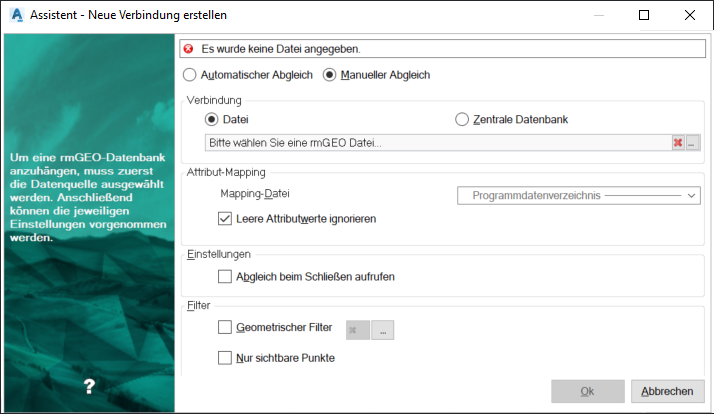 Assistent - Neue Verbindung erstellen
Es wurde keine Datei angegeben.
Automatischer Abgleich
Manueller Abgleich
Um eine rmGEO-Datenbank
anzuhängen, muss zuerst
die Datenquelle ausgewählt
werden. Anschließend
können die jeweiligen
Einstellungen vorgenommen
werden.
?
Verbindung
Datei
Zentrale Datenbank
Bitte wählen Sie eine rmGEO Datei...
...
Attribut-Mapping
Mapping-Datei
Programmdatenverzeichnis
Leere Attributwerte ignorieren
Einstellungen
Abgleich beim Schließen aufrufen
Filter
Geometrischer Filter
...
Nur sichtbare Punkte
Ok
Abbrechen